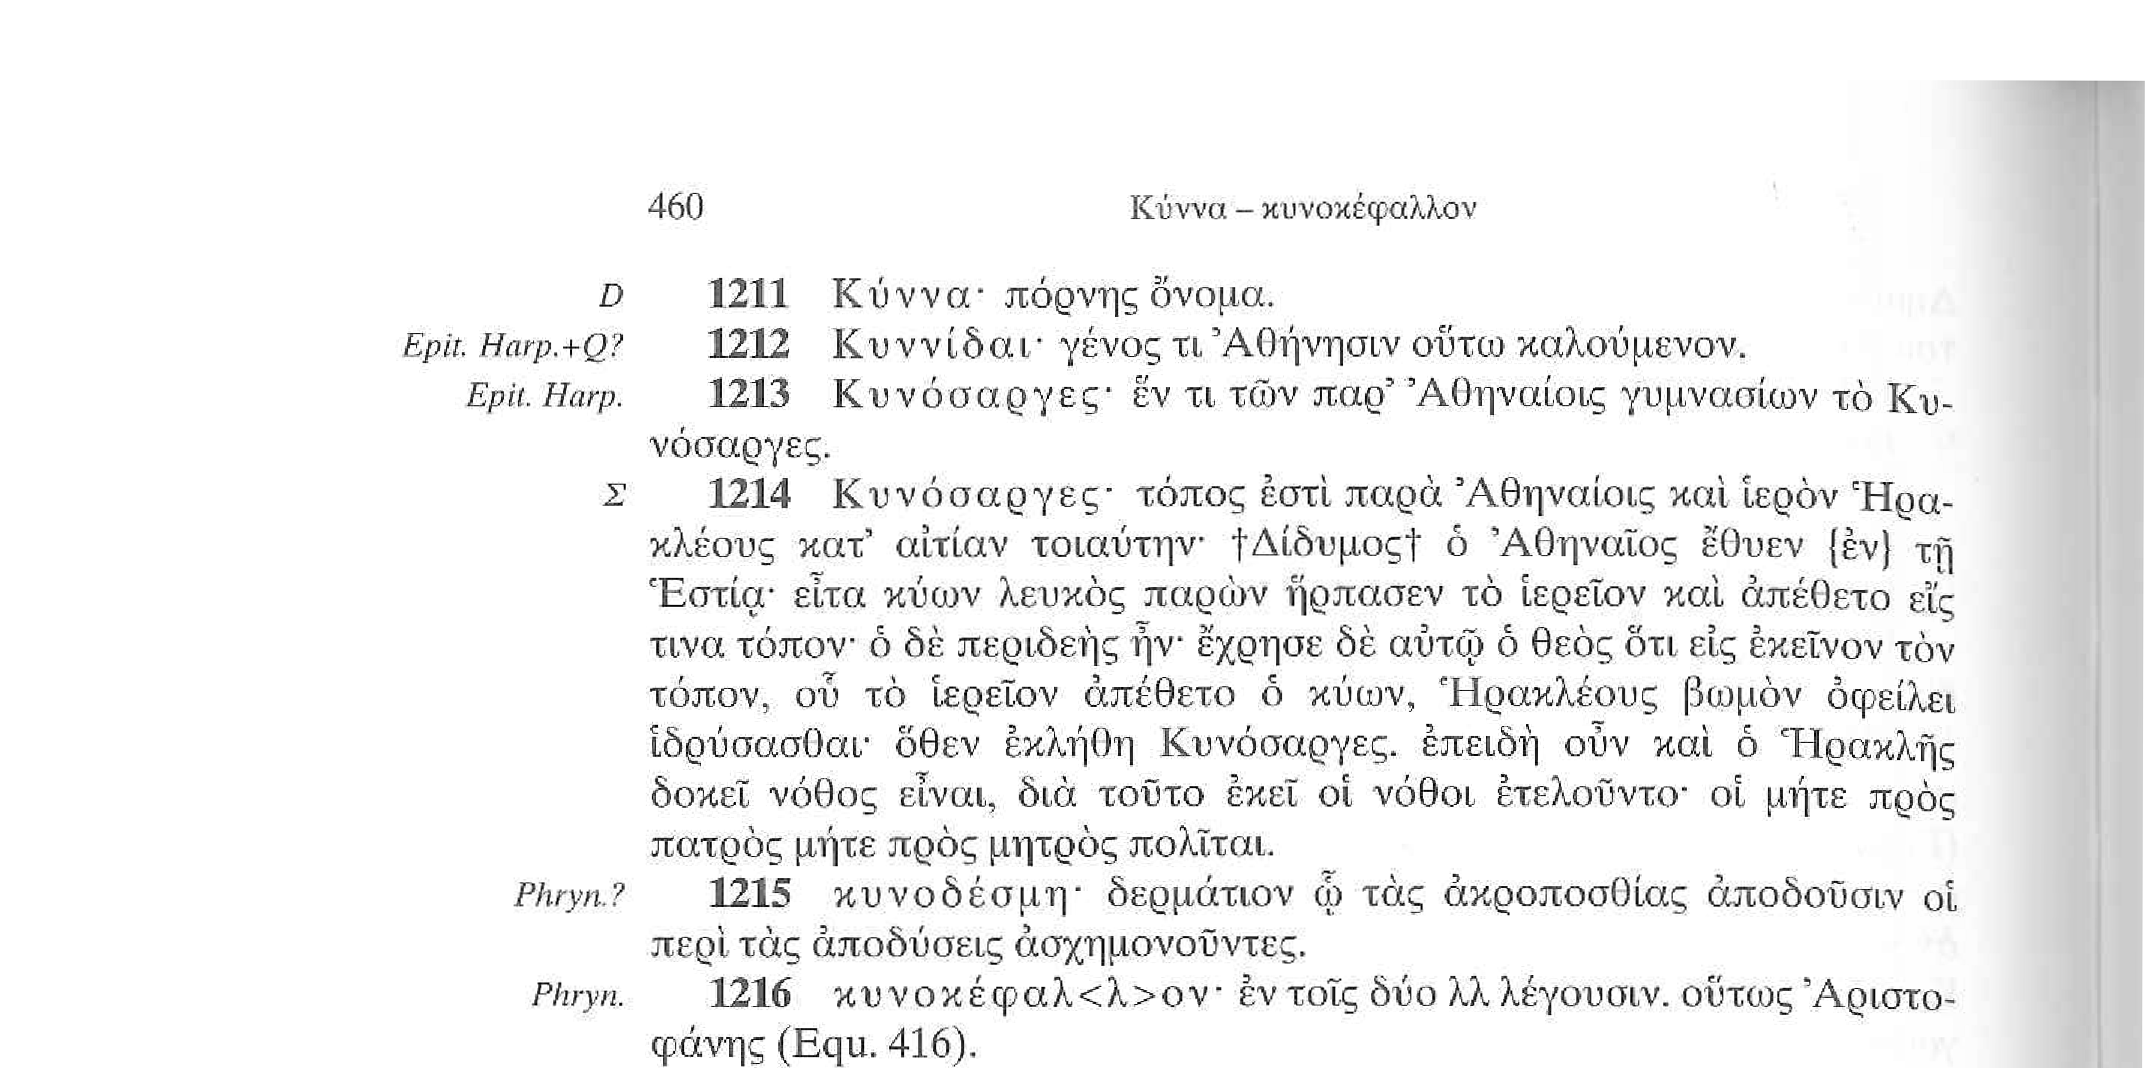 460 Κύννα – κυνοκέφαλλον
D 1211 Κύννα· πόρνης ὄνομα.
Epit. Harp.+Q? 1212 Κυννίδαι· γένος τι Ἀθήνησιν οὕτω καλούμενον.
Epit. Harp. 1213 Κυνόσαργες· ἕν τι τῶν παρ’ Ἀθηναίοις γυμνασίων τὸ Κυ-
νόσαργες.
Σ 1214 Κυνόσαργες· τόπος ἐστὶ παρὰ Ἀθηναίοις καὶ ἱερὸν Ἡρα-
κλέους κατ’ αἰτίαν τοιαύτην· †Δίδυμος† ὁ Ἀθηναῖος ἔθυεν {ἐν} τῇ
Ἑστίᾳ· εἶτα κύων λευκὸς παρὼν ἥρπασεν τὸ ἱερεῖον καὶ ἀπέθετο εἴς
τινα τόπον· ὁ δὲ περιδεὴς ἦν· ἔχρησε δὲ αὐτῷ ὁ θεὸς ὅτι εἰς ἐκεῖνον τὸν
τόπον, οὗ τὸ ἱερεῖον ἀπέθετο ὁ κύων, Ἡρακλέους βωμὸν ὀφείλει
ἱδρύσασθαι· ὅθεν ἐκλήθη Κυνόσαργες. ἐπειδὴ οὖν καὶ ὁ Ἡρακλῆς
δοκεῖ νόθος εἶναι, διὰ τοῦτο ἐκεῖ οἱ νόθοι ἐτελοῦντο· οἱ μήτε πρὸς
πατρὸς μήτε πρὸς μητρὸς πολῖται.
Phryn.? 1215 κυνοδέσμη· δερμάτιον ᾧ τὰς ἀκροποσθίας ἀποδοῦσιν οἱ
περὶ τὰς ἀποδύσεις ἀσχημονοῦντες.
Phryn. 1216 κυνοκέφαλ<λ>ον· ἐν τοῖς δύο λλ λέγουσιν. οὕτως Ἀριστο-
φάνης (Equ. 416).